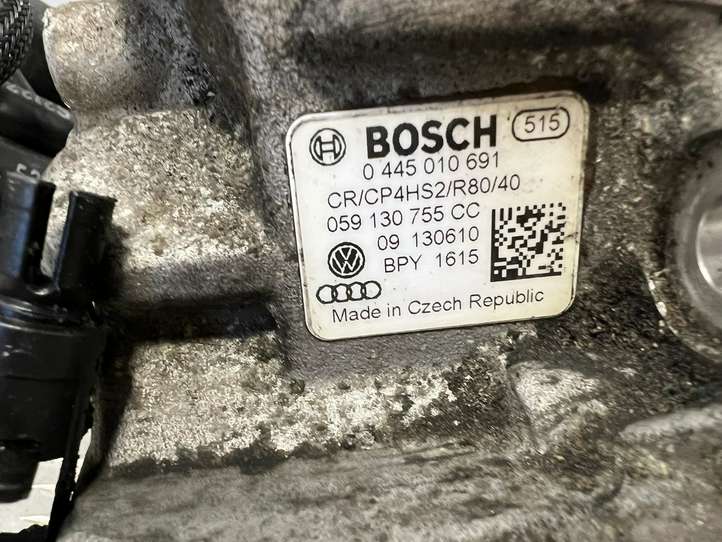 BOSCH 515
0 445 010 691
CR/CP4HS2/R80/40
059 130 755 CC
09 130610
BPY 1615
Made in Czech Republic